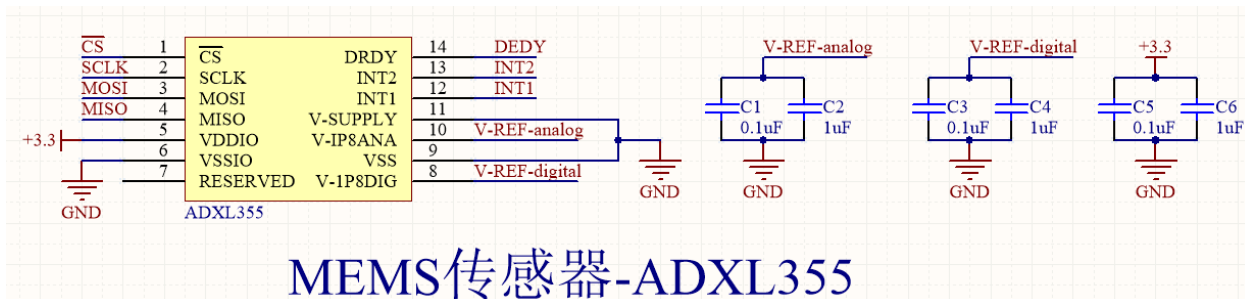 CS 1 CS DRDY 14 DEDY
SCLK 2 SCLK INT2 13 INT2
MOSI 3 MOSI INT1 12 INT1
MISO 4 MISO V-SUPPLY 11
+3.3 5 VDDIO V-IP8ANA 10 V-REF-analog
6 VSSIO VSS 9
7 RESERVED V-1P8DIG 8 V-REF-digital
GND
ADXL355
GND
V-REF-analog
C1 C2
0.1uF 1uF
GND
V-REF-digital
C3 C4
0.1uF 1uF
GND
+3.3
C5 C6
0.1uF 1uF
GND
MEMS传感器-ADXL355